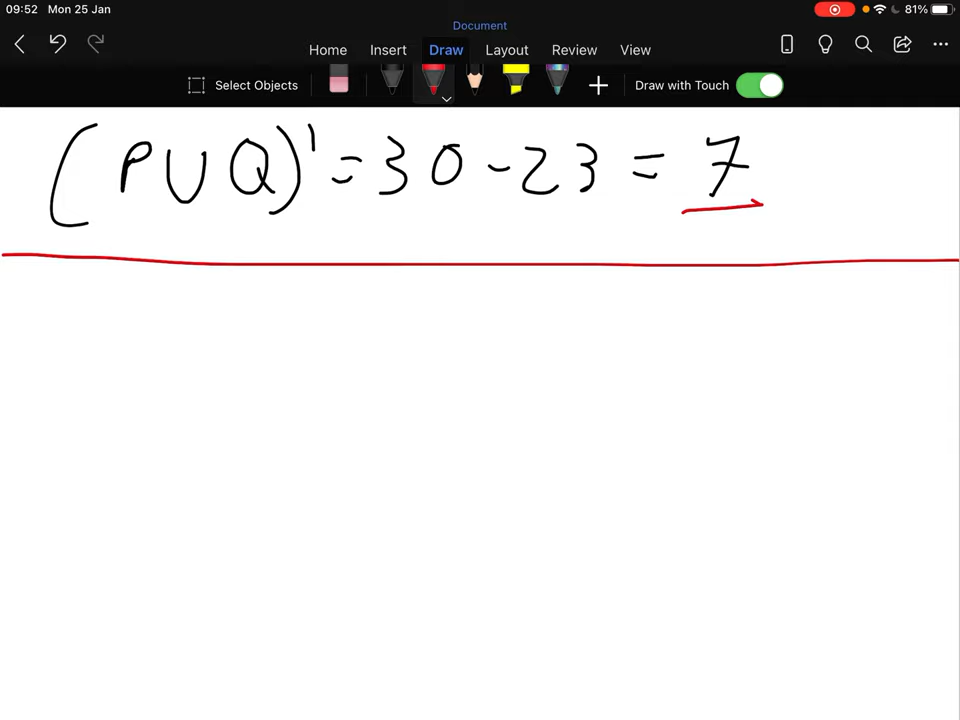 09:52 Mon 25 Jan 81%
Document
Home Insert Draw Layout Review View
Select Objects Draw with Touch
(PUQ)' = 30 - 23 = 7